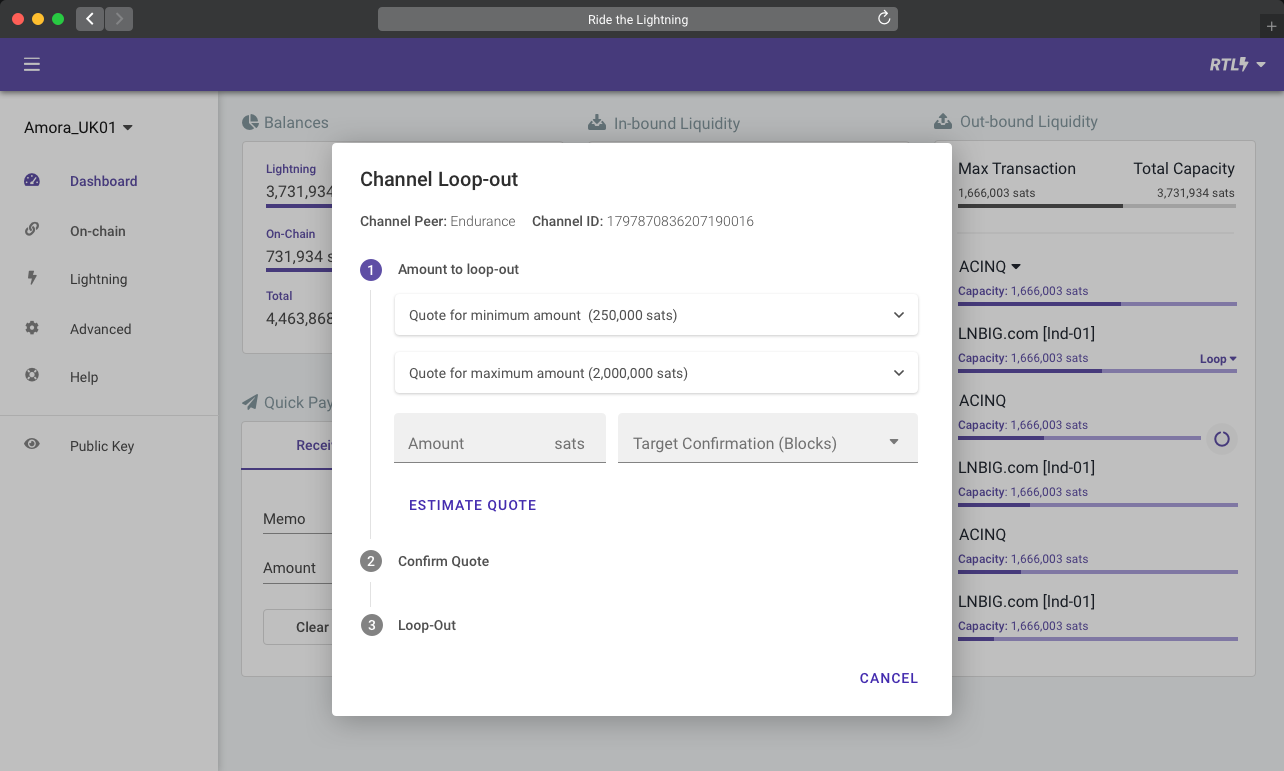 Ride the Lightning
RTL
Amora_UK01
Dashboard
On-chain
Lightning
Advanced
Help
Public Key
Balances
Lightning
3,731,934
On-Chain
731,934 s
Total
4,463,868
Quick Pay
Recei
Memo
Amount
Clear
In-bound Liquidity
Channel Loop-out
Channel Peer: Endurance Channel ID: 1797870836207190016
1 Amount to loop-out
Quote for minimum amount (250,000 sats)
Quote for maximum amount (2,000,000 sats)
Amount sats Target Confirmation (Blocks)
ESTIMATE QUOTE
2 Confirm Quote
3 Loop-Out
CANCEL
Out-bound Liquidity
Max Transaction Total Capacity
1,666,003 sats 3,731,934 sats
ACINQ
Capacity: 1,666,003 sats
LNBIG.com [lnd-01]
Capacity: 1,666,003 sats Loop
ACINQ
Capacity: 1,666,003 sats
LNBIG.com [lnd-01]
Capacity: 1,666,003 sats
ACINQ
Capacity: 1,666,003 sats
LNBIG.com [lnd-01]
Capacity: 1,666,003 sats